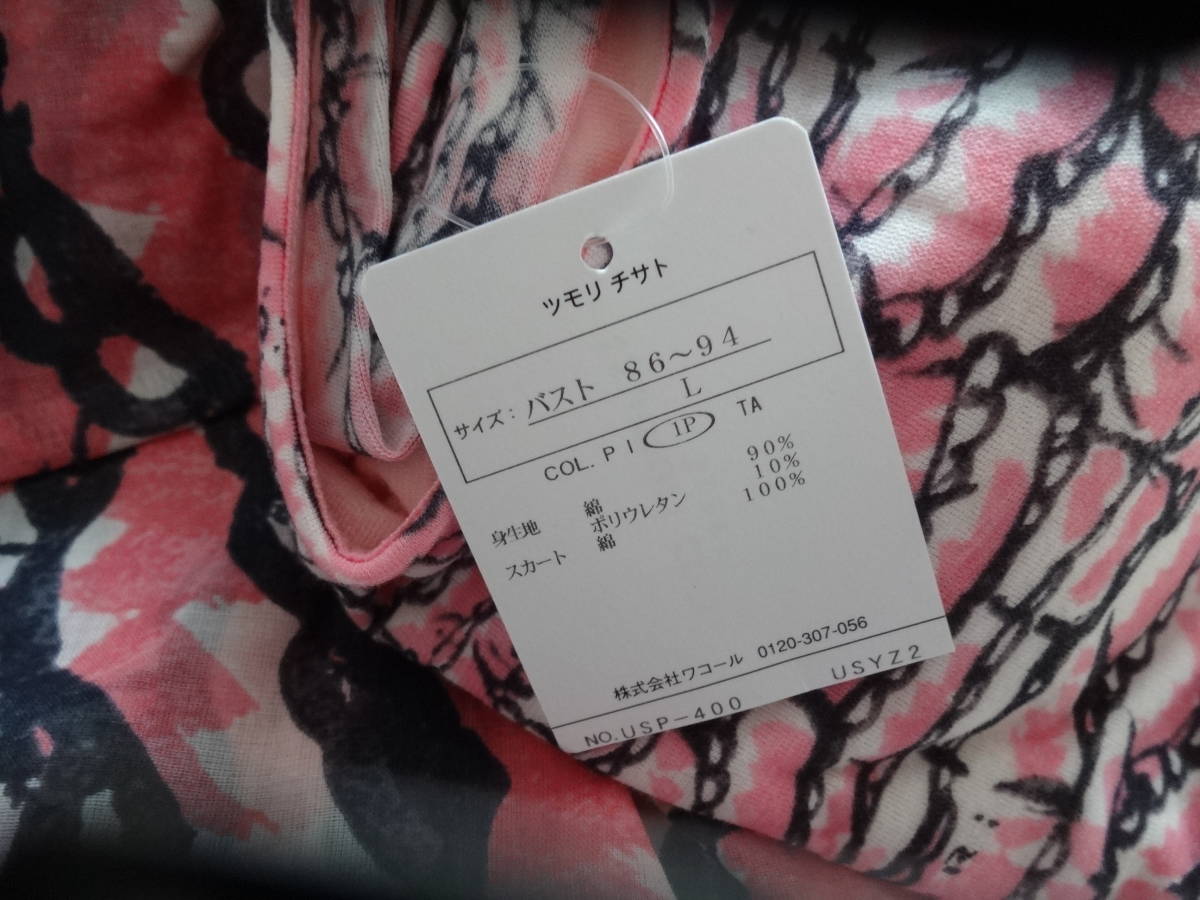 ツモリ チサト
サイズ: バスト 86~94
L
COL. PI IP TA
身生地 綿 90%
ポリウレタン 10%
スカート 綿 100%
株式会社ワコール 0120-307-056
NO.USP-400 USYZ2